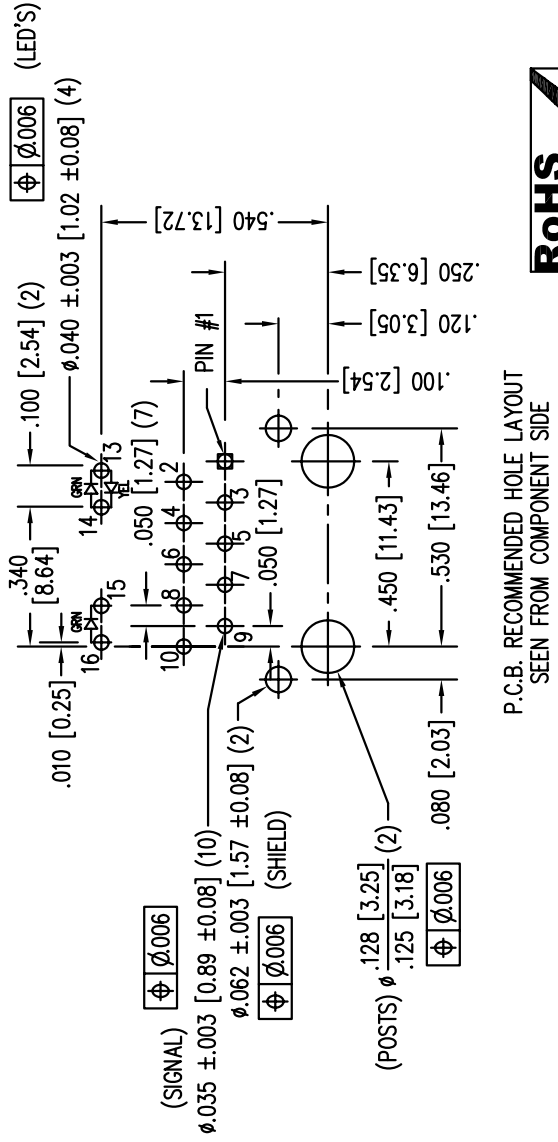 (LED'S)
⌖ Ø.006
Ø.040 ±.003 [1.02 ±0.08] (4)
.100 [2.54] (2)
.340
[8.64]
.010 [0.25]
16
15
14
13
GRN
GRN
YEL
.050 [1.27] (7)
10
8
6
4
2
PIN #1
9
7
5
3
.050 [1.27]
.540 [13.72]
.250 [6.35]
.120 [3.05]
.100 [2.54]
(SIGNAL)
⌖ Ø.006
Ø.035 ±.003 [0.89 ±0.08] (10)
Ø.062 ±.003 [1.57 ±0.08] (2)
⌖ Ø.006
(SHIELD)
(POSTS) Ø .128 [3.25] (2)
.125 [3.18]
⌖ Ø.006
.450 [11.43]
.530 [13.46]
.080 [2.03]
P.C.B. RECOMMENDED HOLE LAYOUT
SEEN FROM COMPONENT SIDE
RoHS